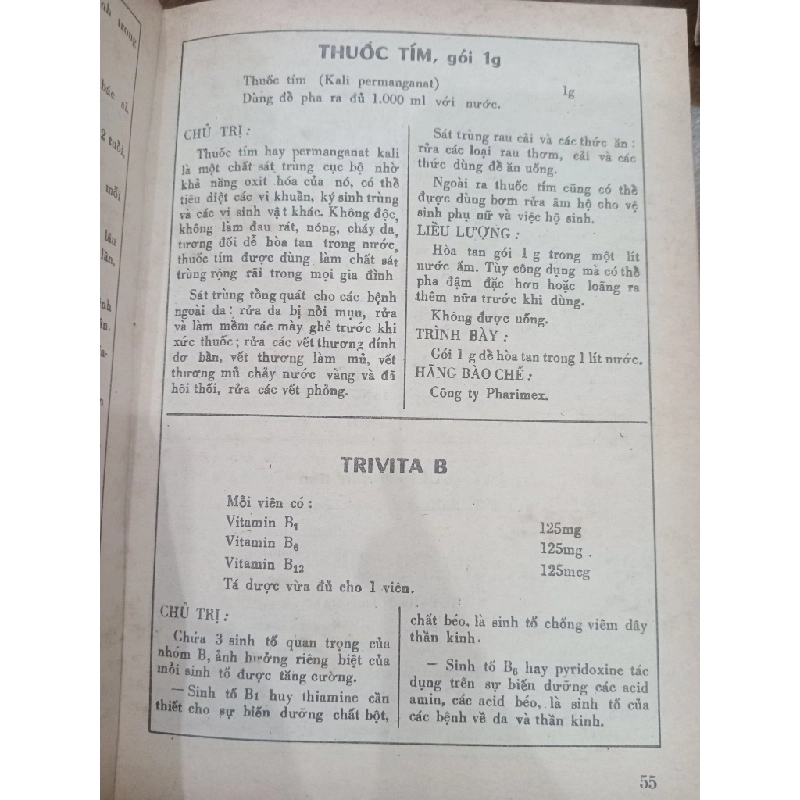 nh trong
bác sĩ,
2 tuổi,
mỗi
lần,
THUỐC TÍM, gói 1g
Thuốc tím (Kali permanganat) 1g
Dùng để pha ra đủ 1.000 ml với nước.
CHỦ TRỊ :
Thuốc tím hay permanganat kali
là một chất sát trùng cục bộ nhờ
khả năng oxit hóa của nó, có thể
tiêu diệt các vi khuẩn, ký sinh trùng
và các vi sinh vật khác. Không độc,
không làm đau rát, nóng, cháy da,
tương đối dễ hòa tan trong nước,
thuốc tím được dùng làm chất sát
trùng rộng rãi trong mọi gia đình
Sát trùng tổng quát cho các bệnh
ngoài da : rửa da bị nồi mụn, rửa
và làm mềm các mày ghẻ trước khi
xức thuốc ; rửa các vết thương dính
dơ bần, vết thương làm mủ, vết
thương mủ chảy nước vàng và đã
hôi thối, rửa các vết phỏng.
Sát trùng rau cải và các thức ăn :
rửa các loại rau thơm, cải và các
thức dùng để ăn uống.
Ngoài ra thuốc tím cũng có thể
được dùng bơm rửa âm hộ cho vệ
sinh phụ nữ và việc hộ sinh.
LIỀU LƯỢNG :
Hòa tan gói 1 g trong một lít
nước ấm. Tùy công dụng mà có thể
pha đậm đặc hơn hoặc loãng ra
thêm nữa trước khi dùng.
Không được uống.
TRÌNH BÀY :
Gói 1 g để hòa tan trong 1 lít nước.
HÃNG BÀO CHẾ :
Công ty Pharimex.
TRIVITA B
Mỗi viên có :
Vitamin B1 125mg
Vitamin B6 125mg .
Vitamin B12 125mcg
Tá dược vừa đủ cho 1 viên.
CHỦ TRỊ :
Chứa 3 sinh tố quan trọng của
nhóm B, ảnh hưởng riêng biệt của
mỗi sinh tố được tăng cường.
— Sinh tố B1 huy thiamine cần
thiết cho sự biến dưỡng chất bột,
chất béo, là sinh tố chống viêm dây
thần kinh.
— Sinh tố B6 hay pyridoxine tác
dụng trên sự biến dưỡng các acid
amin, các acid béo, là sinh tố của
các bệnh về da và thần kinh.
55